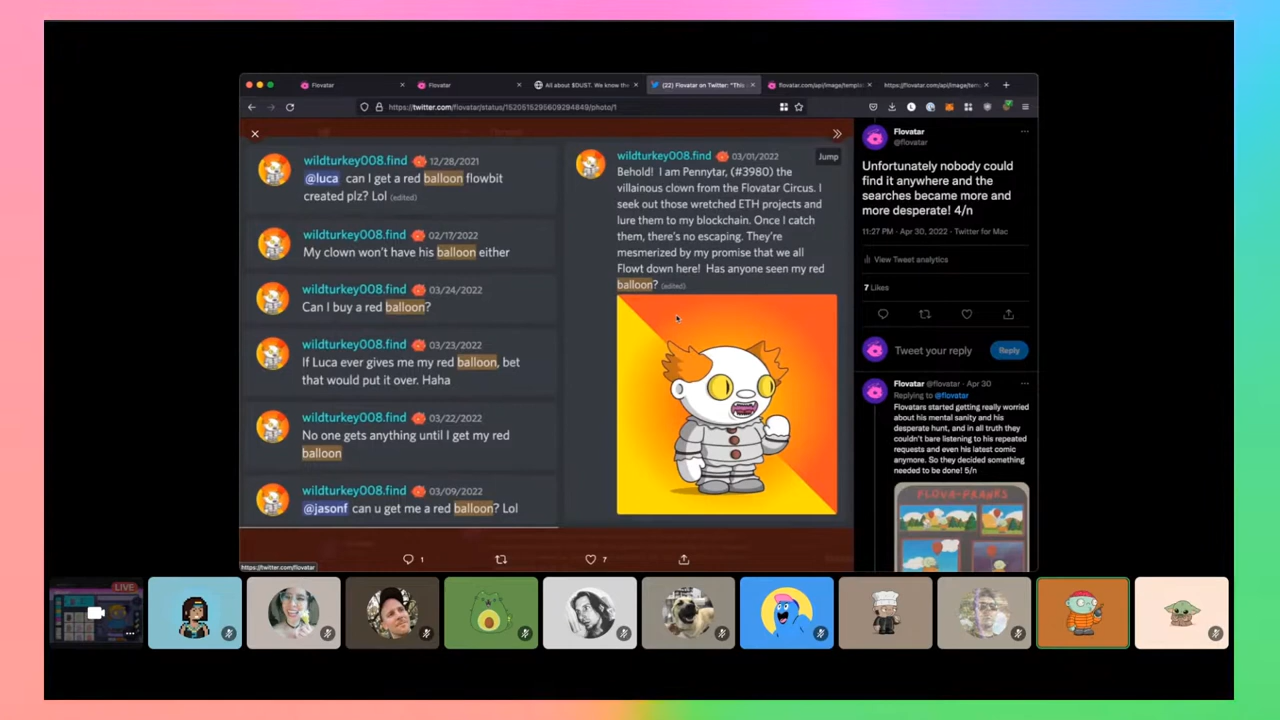 Flovatar
Flovatar
All about $DUST. We know the
(22) Flovatar on Twitter: "This
flovatar.com/api/image/templat
https://flovatar.com/api/image/tem
https://twitter.com/flovatar/status/1520515295609294849/photo/1
wildturkey008.find 12/28/2021
@luca can I get a red balloon flowbit
created plz? Lol (edited)
wildturkey008.find 02/17/2022
My clown won't have his balloon either
wildturkey008.find 03/24/2022
Can I buy a red balloon?
wildturkey008.find 03/23/2022
If Luca ever gives me my red balloon, bet
that would put it over. Haha
wildturkey008.find 03/22/2022
No one gets anything until I get my red
balloon
wildturkey008.find 03/09/2022
@jasonf can u get me a red balloon? Lol
wildturkey008.find 03/01/2022
Jump
Behold! I am Pennytar, (#3980) the
villainous clown from the Flovatar Circus. I
seek out those wretched ETH projects and
lure them to my blockchain. Once I catch
them, there's no escaping. They're
mesmerized by my promise that we all
Flowt down here! Has anyone seen my red
balloon? (edited)
1
7
https://twitter.com/flovatar
Flovatar
@flovatar
Unfortunately nobody could
find it anywhere and the
searches became more and
more desperate! 4/n
11:27 PM · Apr 30, 2022 · Twitter for Mac
View Tweet analytics
7 Likes
Tweet your reply
Reply
Flovatar @flovatar · Apr 30
Replying to @flovatar
Flovatars started getting really worried
about his mental sanity and his
desperate hunt, and in all truth they
couldn't bare listening to his repeated
requests and even his latest comic
anymore. So they decided something
needed to be done! 5/n
FLOVA-PRANKS
LIVE